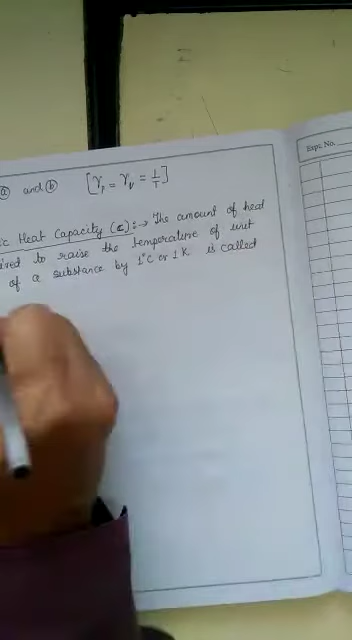 ⓐ and ⓑ [γp = γv = 1/T]
Expt. No.
ic Heat Capacity (c):→ The amount of heat
ired to raise the temperature of unit
of a substance by 1°C or 1 K is called